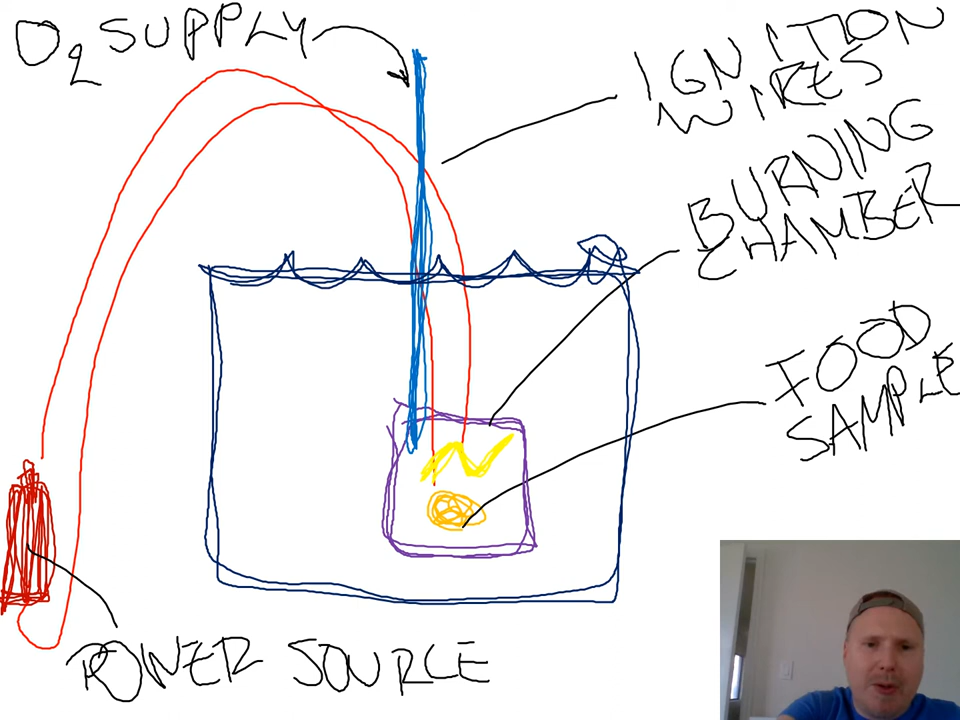 O2 SUPPLY
IGNITION
WIRES
BURNING
CHAMBER
FOOD
SAMPLE
POWER SOURCE